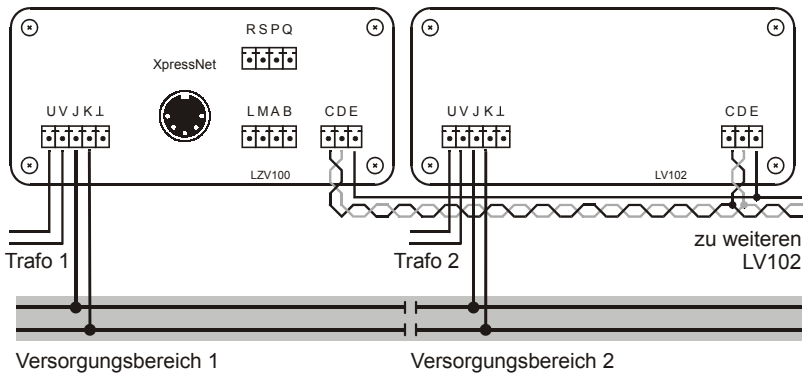 RSPQ
XpressNet
UVJK⊥
LMAB
CDE
LZV100
UVJK⊥
CDE
LV102
Trafo 1
Trafo 2
zu weiteren
LV102
Versorgungsbereich 1
Versorgungsbereich 2